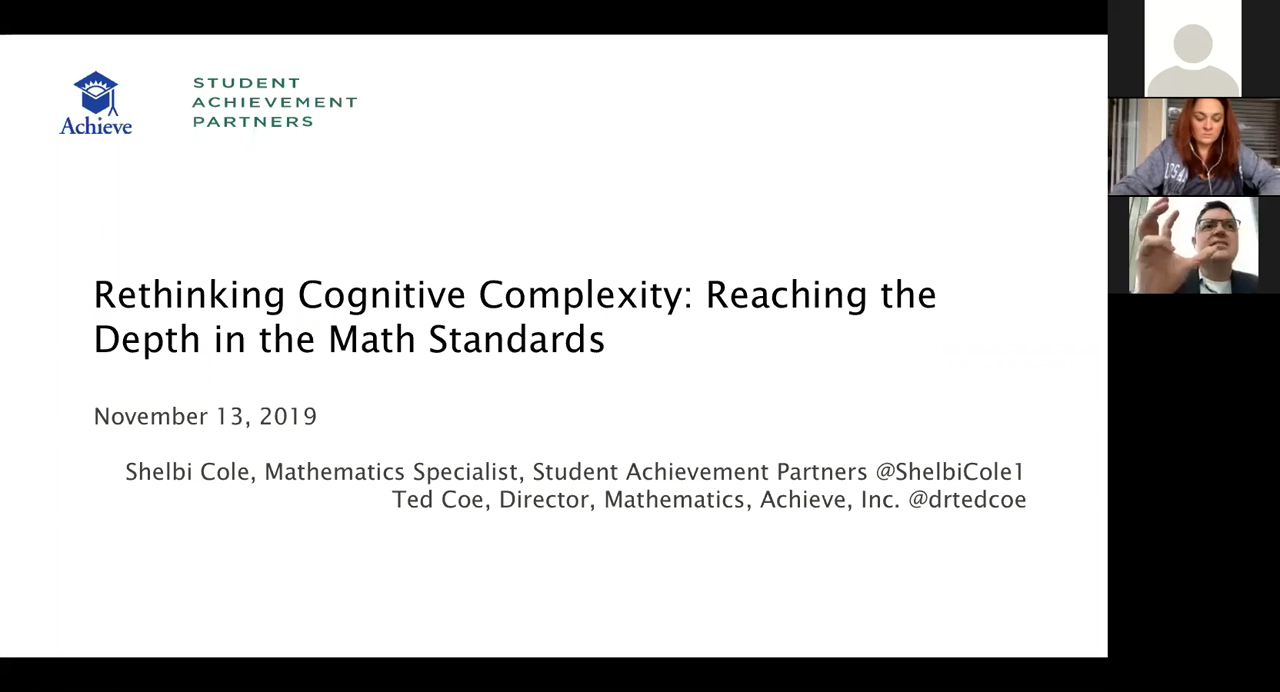 Achieve
STUDENT
ACHIEVEMENT
PARTNERS
Rethinking Cognitive Complexity: Reaching the
Depth in the Math Standards
November 13, 2019
Shelbi Cole, Mathematics Specialist, Student Achievement Partners @ShelbiCole1
Ted Coe, Director, Mathematics, Achieve, Inc. @drtedcoe